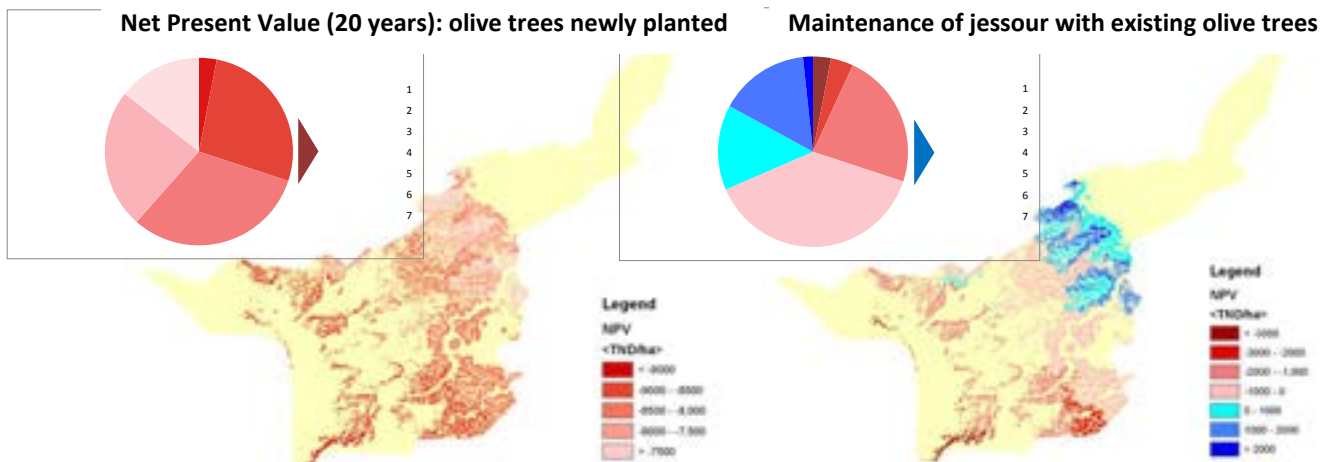 Net Present Value (20 years): olive trees newly planted
1
2
3
4
5
6
7
Legend
NPV
<TND/ha>
< -9000
-9000 - -8500
-8500 - -8,000
-8000 - -7,500
> -7500
Maintenance of jessour with existing olive trees
1
2
3
4
5
6
7
Legend
NPV
<TND/ha>
< -3000
-3000 - -2000
-2000 - -1,000
-1000 - 0
0 - 1000
1000 - 2000
> 2000